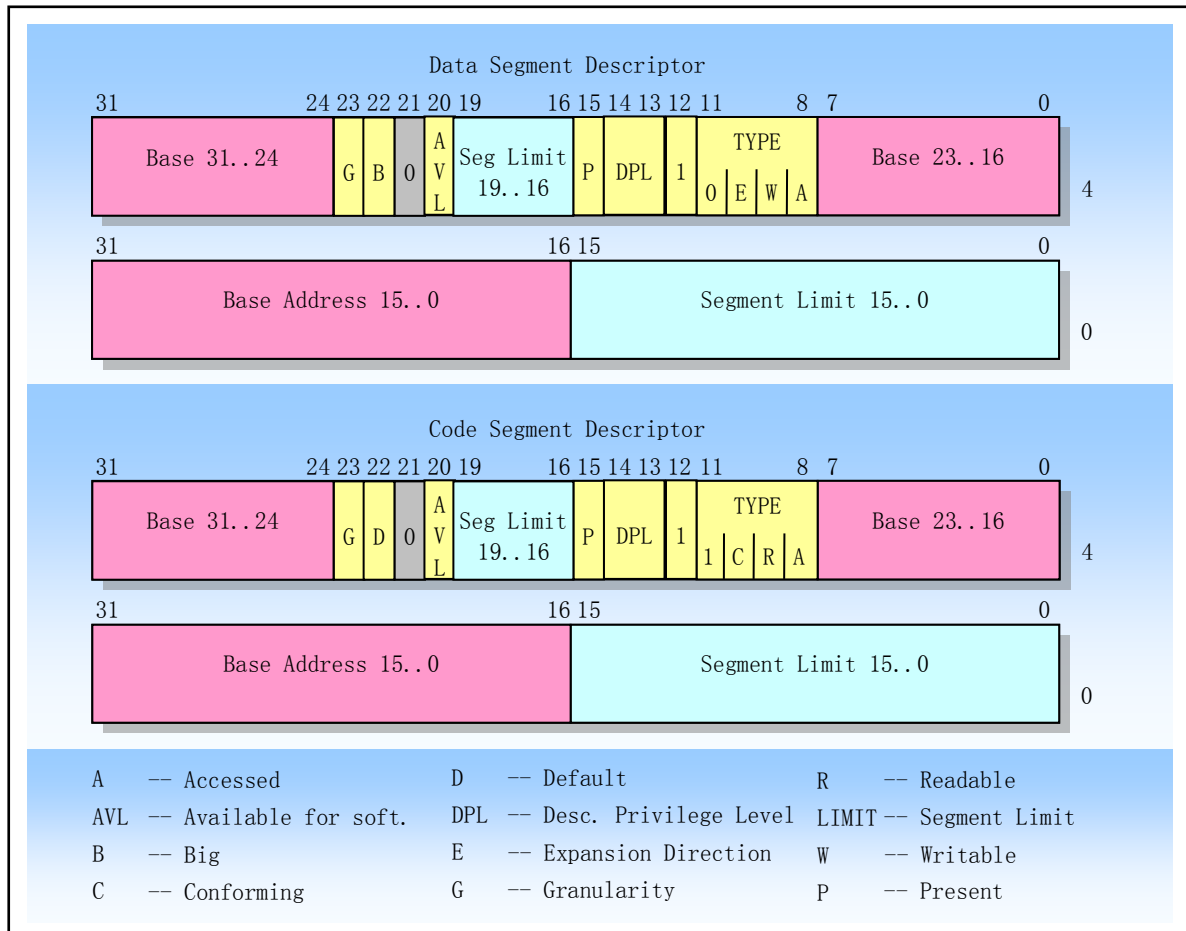 Data Segment Descriptor
31 24 23 22 21 20 19 16 15 14 13 12 11 8 7 0
Base 31..24 G B 0 AVL Seg Limit 19..16 P DPL 1 TYPE 0 E W A Base 23..16
4
31 16 15 0
Base Address 15..0 Segment Limit 15..0
0
Code Segment Descriptor
31 24 23 22 21 20 19 16 15 14 13 12 11 8 7 0
Base 31..24 G D 0 AVL Seg Limit 19..16 P DPL 1 TYPE 1 C R A Base 23..16
4
31 16 15 0
Base Address 15..0 Segment Limit 15..0
0
A -- Accessed D -- Default R -- Readable
AVL -- Available for soft. DPL -- Desc. Privilege Level LIMIT -- Segment Limit
B -- Big E -- Expansion Direction W -- Writable
C -- Conforming G -- Granularity P -- Present